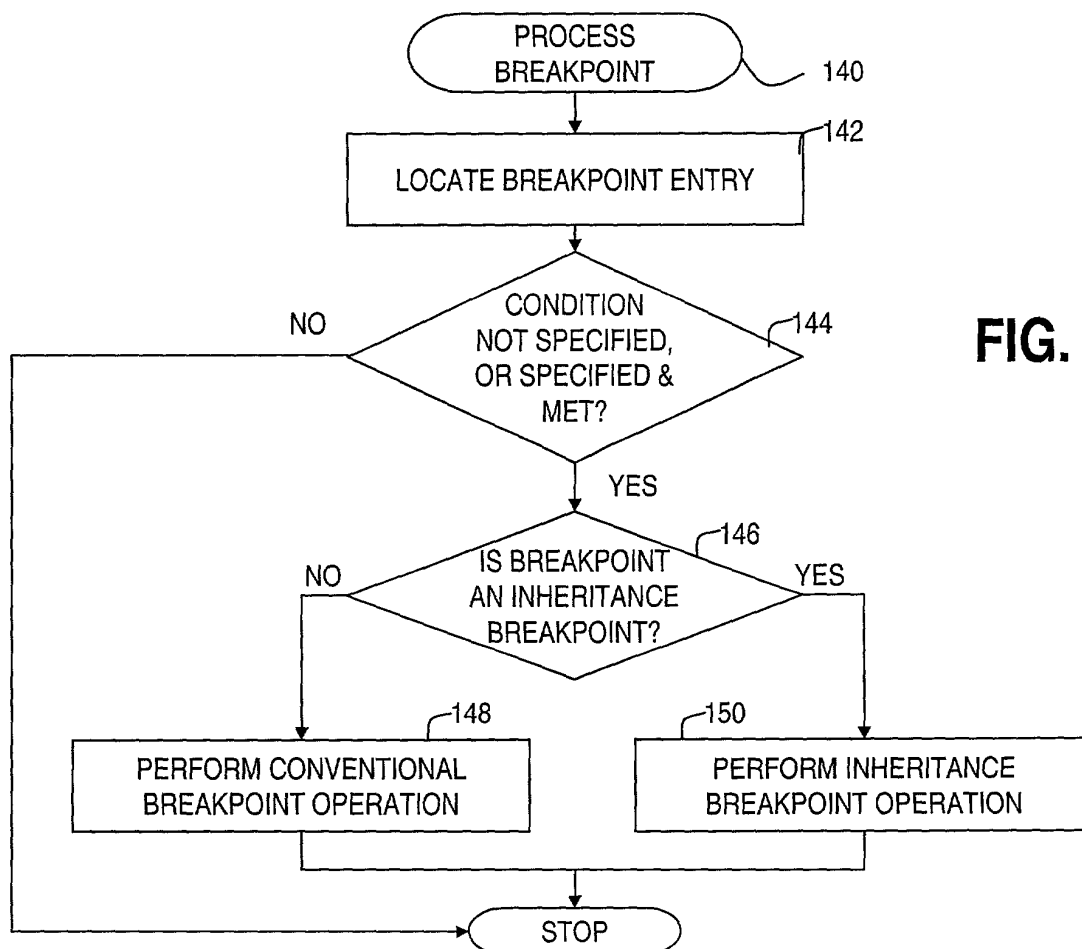 PROCESS
BREAKPOINT
140
142
LOCATE BREAKPOINT ENTRY
NO
CONDITION
NOT SPECIFIED,
OR SPECIFIED &
MET?
144
FIG.
YES
146
NO
IS BREAKPOINT
AN INHERITANCE
BREAKPOINT?
YES
148
150
PERFORM CONVENTIONAL
BREAKPOINT OPERATION
PERFORM INHERITANCE
BREAKPOINT OPERATION
STOP